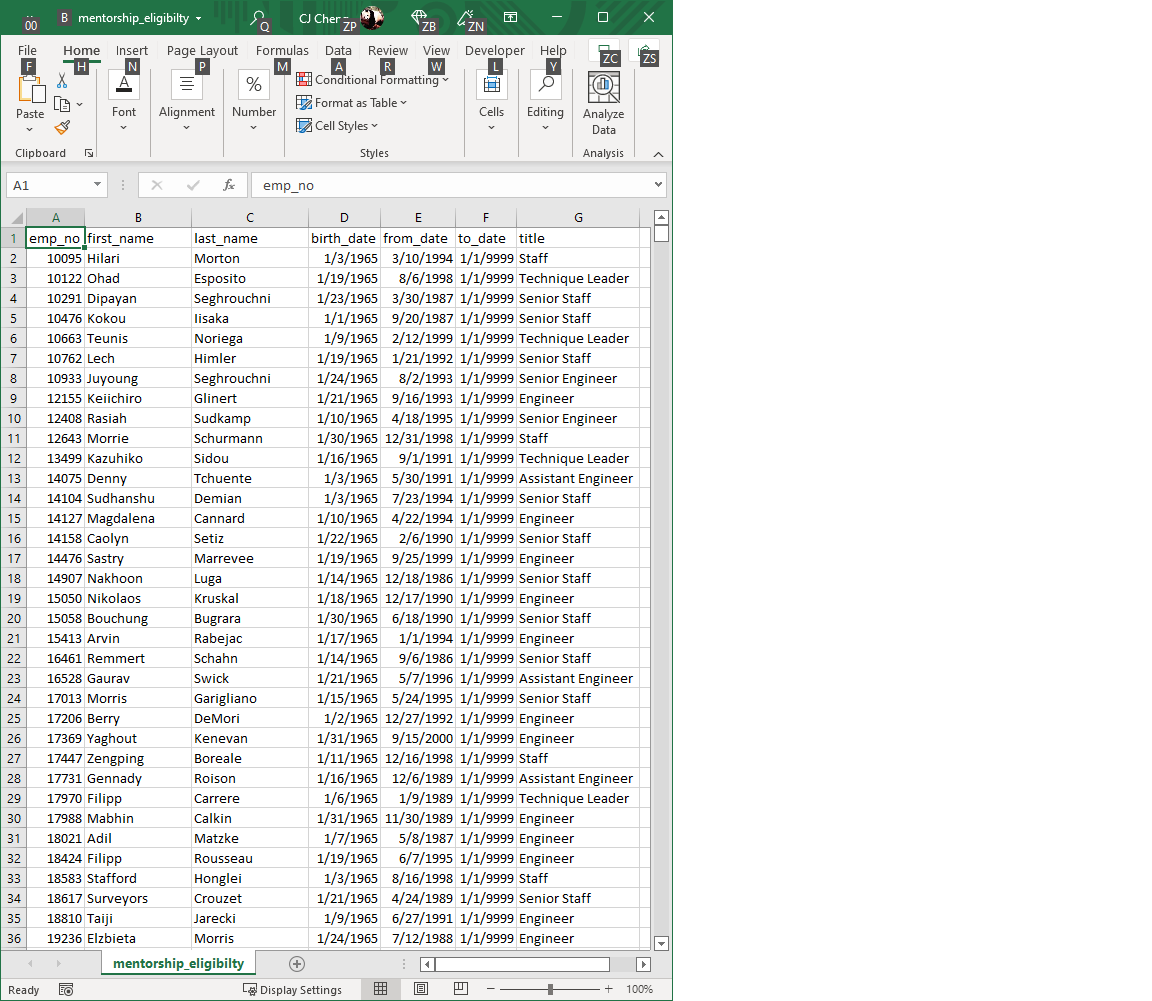 B mentorship_eligibilty CJ Chen
00 Q ZP ZB ZN
File Home Insert Page Layout Formulas Data Review View Developer Help
F H N P M A R W L Y ZC ZS
Paste Font Alignment % Number Conditional Formatting Format as Table Cell Styles Cells Editing Analyze Data
Clipboard Styles Analysis
A1 fx emp_no
A B C D E F G
1 emp_no first_name last_name birth_date from_date to_date title
2 10095 Hilari Morton 1/3/1965 3/10/1994 1/1/9999 Staff
3 10122 Ohad Esposito 1/19/1965 8/6/1998 1/1/9999 Technique Leader
4 10291 Dipayan Seghrouchni 1/23/1965 3/30/1987 1/1/9999 Senior Staff
5 10476 Kokou Iisaka 1/1/1965 9/20/1987 1/1/9999 Senior Staff
6 10663 Teunis Noriega 1/9/1965 2/12/1999 1/1/9999 Technique Leader
7 10762 Lech Himler 1/19/1965 1/21/1992 1/1/9999 Senior Staff
8 10933 Juyoung Seghrouchni 1/24/1965 8/2/1993 1/1/9999 Senior Engineer
9 12155 Keiichiro Glinert 1/21/1965 9/16/1993 1/1/9999 Engineer
10 12408 Rasiah Sudkamp 1/10/1965 4/18/1995 1/1/9999 Senior Engineer
11 12643 Morrie Schurmann 1/30/1965 12/31/1998 1/1/9999 Staff
12 13499 Kazuhiko Sidou 1/16/1965 9/1/1991 1/1/9999 Technique Leader
13 14075 Denny Tchuente 1/3/1965 5/30/1991 1/1/9999 Assistant Engineer
14 14104 Sudhanshu Demian 1/3/1965 7/23/1994 1/1/9999 Senior Staff
15 14127 Magdalena Cannard 1/10/1965 4/22/1994 1/1/9999 Engineer
16 14158 Caolyn Setiz 1/22/1965 2/6/1990 1/1/9999 Senior Staff
17 14476 Sastry Marrevee 1/19/1965 9/25/1999 1/1/9999 Engineer
18 14907 Nakhoon Luga 1/14/1965 12/18/1986 1/1/9999 Senior Staff
19 15050 Nikolaos Kruskal 1/18/1965 12/17/1990 1/1/9999 Engineer
20 15058 Bouchung Bugrara 1/30/1965 6/18/1990 1/1/9999 Senior Staff
21 15413 Arvin Rabejac 1/17/1965 1/1/1994 1/1/9999 Engineer
22 16461 Remmert Schahn 1/14/1965 9/6/1986 1/1/9999 Senior Staff
23 16528 Gaurav Swick 1/21/1965 5/7/1996 1/1/9999 Assistant Engineer
24 17013 Morris Garigliano 1/15/1965 5/24/1995 1/1/9999 Senior Staff
25 17206 Berry DeMori 1/2/1965 12/27/1992 1/1/9999 Engineer
26 17369 Yaghout Kenevan 1/31/1965 9/15/2000 1/1/9999 Engineer
27 17447 Zengping Boreale 1/11/1965 12/16/1998 1/1/9999 Staff
28 17731 Gennady Roison 1/16/1965 12/6/1989 1/1/9999 Assistant Engineer
29 17970 Filipp Carrere 1/6/1965 1/9/1989 1/1/9999 Technique Leader
30 17988 Mabhin Calkin 1/31/1965 11/30/1989 1/1/9999 Engineer
31 18021 Adil Matzke 1/7/1965 5/8/1987 1/1/9999 Engineer
32 18424 Filipp Rousseau 1/19/1965 6/7/1995 1/1/9999 Engineer
33 18583 Stafford Honglei 1/3/1965 8/16/1998 1/1/9999 Staff
34 18617 Surveyors Crouzet 1/21/1965 4/24/1989 1/1/9999 Senior Staff
35 18810 Taiji Jarecki 1/9/1965 6/27/1991 1/1/9999 Engineer
36 19236 Elzbieta Morris 1/24/1965 7/12/1988 1/1/9999 Engineer
mentorship_eligibilty
Ready Display Settings 100%